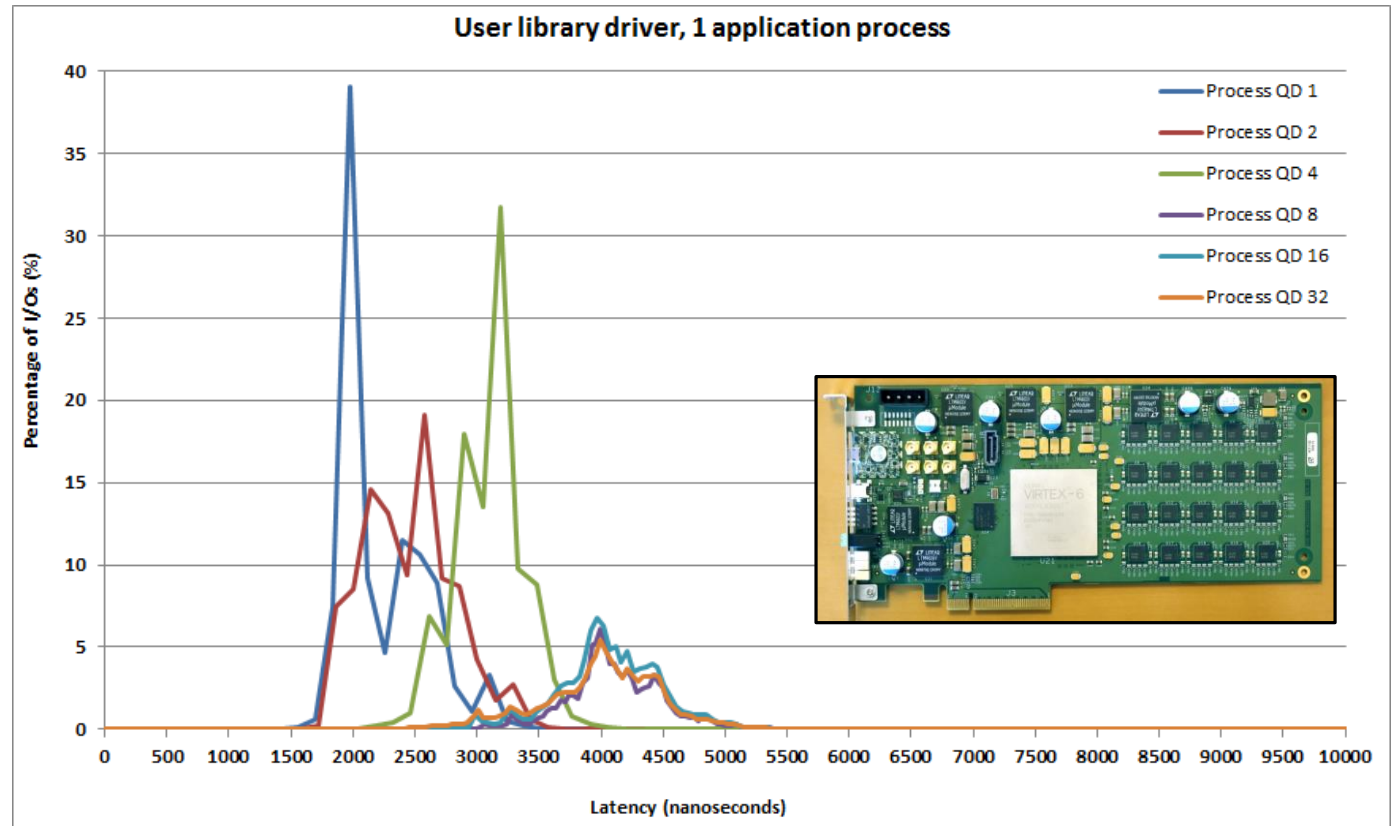 User library driver, 1 application process
40
35
30
25
20
15
10
5
0
Percentage of I/Os (%)
Process QD 1
Process QD 2
Process QD 4
Process QD 8
Process QD 16
Process QD 32
VIRTEX-6
J3
0 500 1000 1500 2000 2500 3000 3500 4000 4500 5000 5500 6000 6500 7000 7500 8000 8500 9000 9500 10000
Latency (nanoseconds)